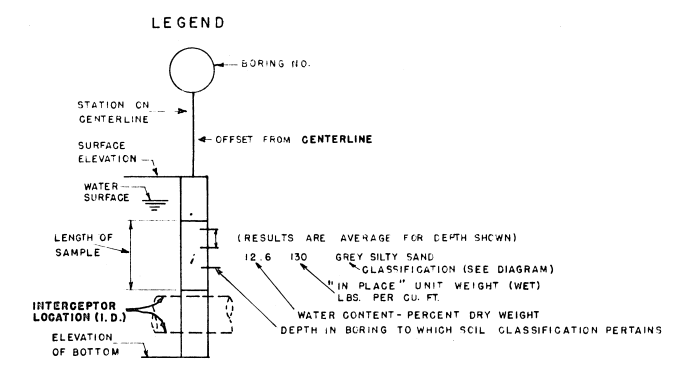 LEGEND
BORING NO.
STATION ON
CENTERLINE
OFFSET FROM CENTERLINE
SURFACE
ELEVATION
WATER
SURFACE
LENGTH OF
SAMPLE
(RESULTS ARE AVERAGE FOR DEPTH SHOWN)
12.6 130 GREY SILTY SAND
CLASSIFICATION (SEE DIAGRAM)
"IN PLACE" UNIT WEIGHT (WET)
LBS. PER CU. FT.
WATER CONTENT - PERCENT DRY WEIGHT
DEPTH IN BORING TO WHICH SOIL CLASSIFICATION PERTAINS
INTERCEPTOR
LOCATION (I.D.)
ELEVATION
OF BOTTOM